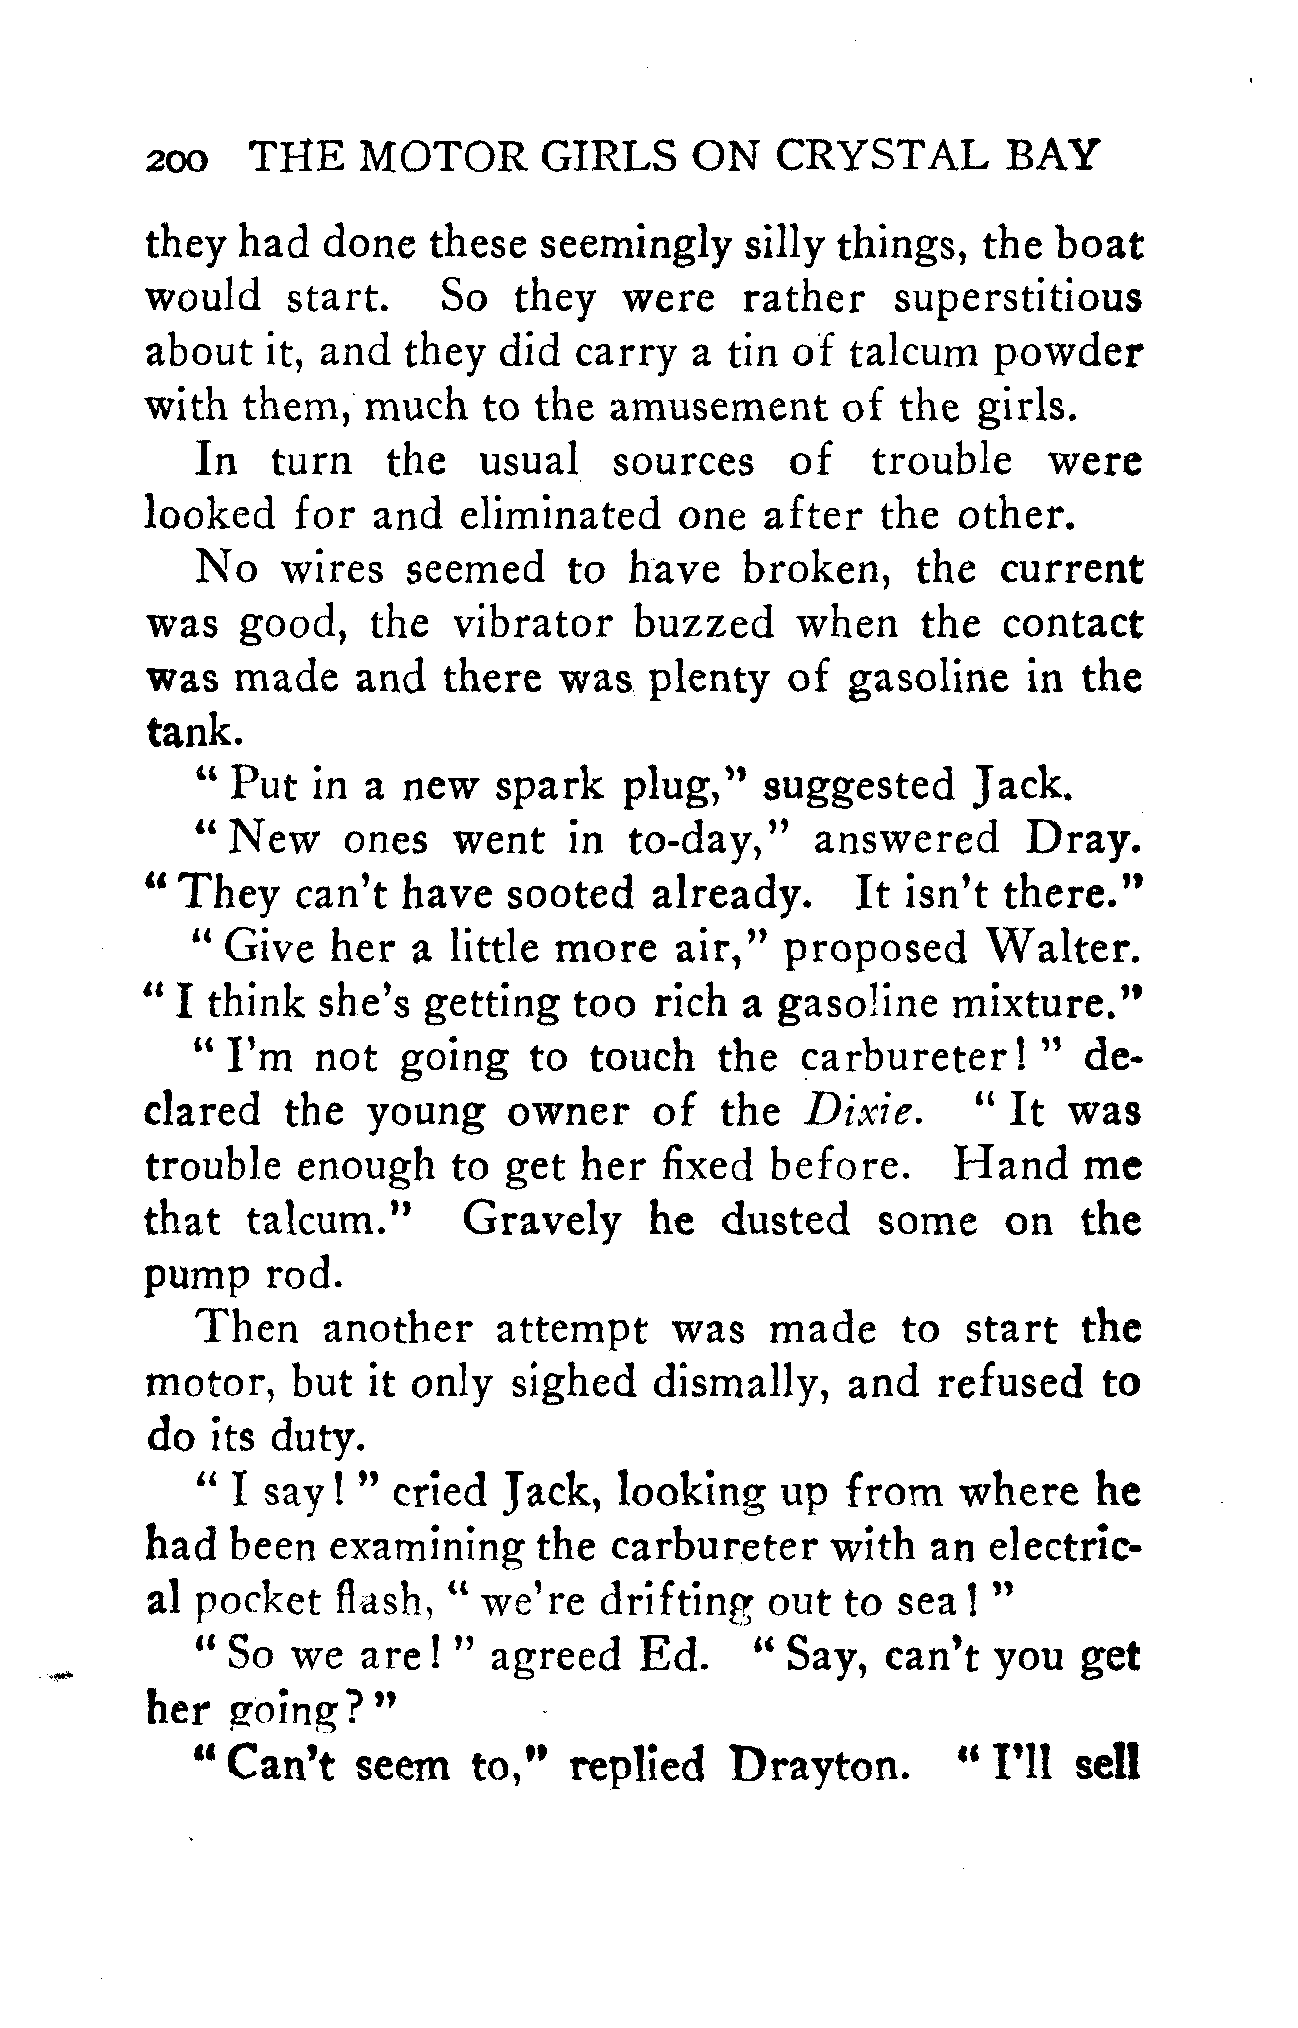 200 THE MOTOR GIRLS ON CRYSTAL BAY
they had done these seemingly silly things, the boat
would start. So they were rather superstitious
about it, and they did carry a tin of talcum powder
with them, much to the amusement of the girls.
In turn the usual sources of trouble were
looked for and eliminated one after the other.
No wires seemed to have broken, the current
was good, the vibrator buzzed when the contact
was made and there was plenty of gasoline in the
tank.
“ Put in a new spark plug,” suggested Jack.
“ New ones went in to-day,” answered Dray.
“ They can’t have sooted already. It isn’t there.”
“ Give her a little more air,” proposed Walter.
“ I think she’s getting too rich a gasoline mixture.”
“ I’m not going to touch the carbureter! ” de-
clared the young owner of the Dixie. “ It was
trouble enough to get her fixed before. Hand me
that talcum.” Gravely he dusted some on the
pump rod.
Then another attempt was made to start the
motor, but it only sighed dismally, and refused to
do its duty.
“ I say! ” cried Jack, looking up from where he
had been examining the carbureter with an electric-
al pocket flash, “ we’re drifting out to sea! ”
“ So we are! ” agreed Ed. “ Say, can’t you get
her going? ”
“ Can’t seem to,” replied Drayton. “ I’ll sell